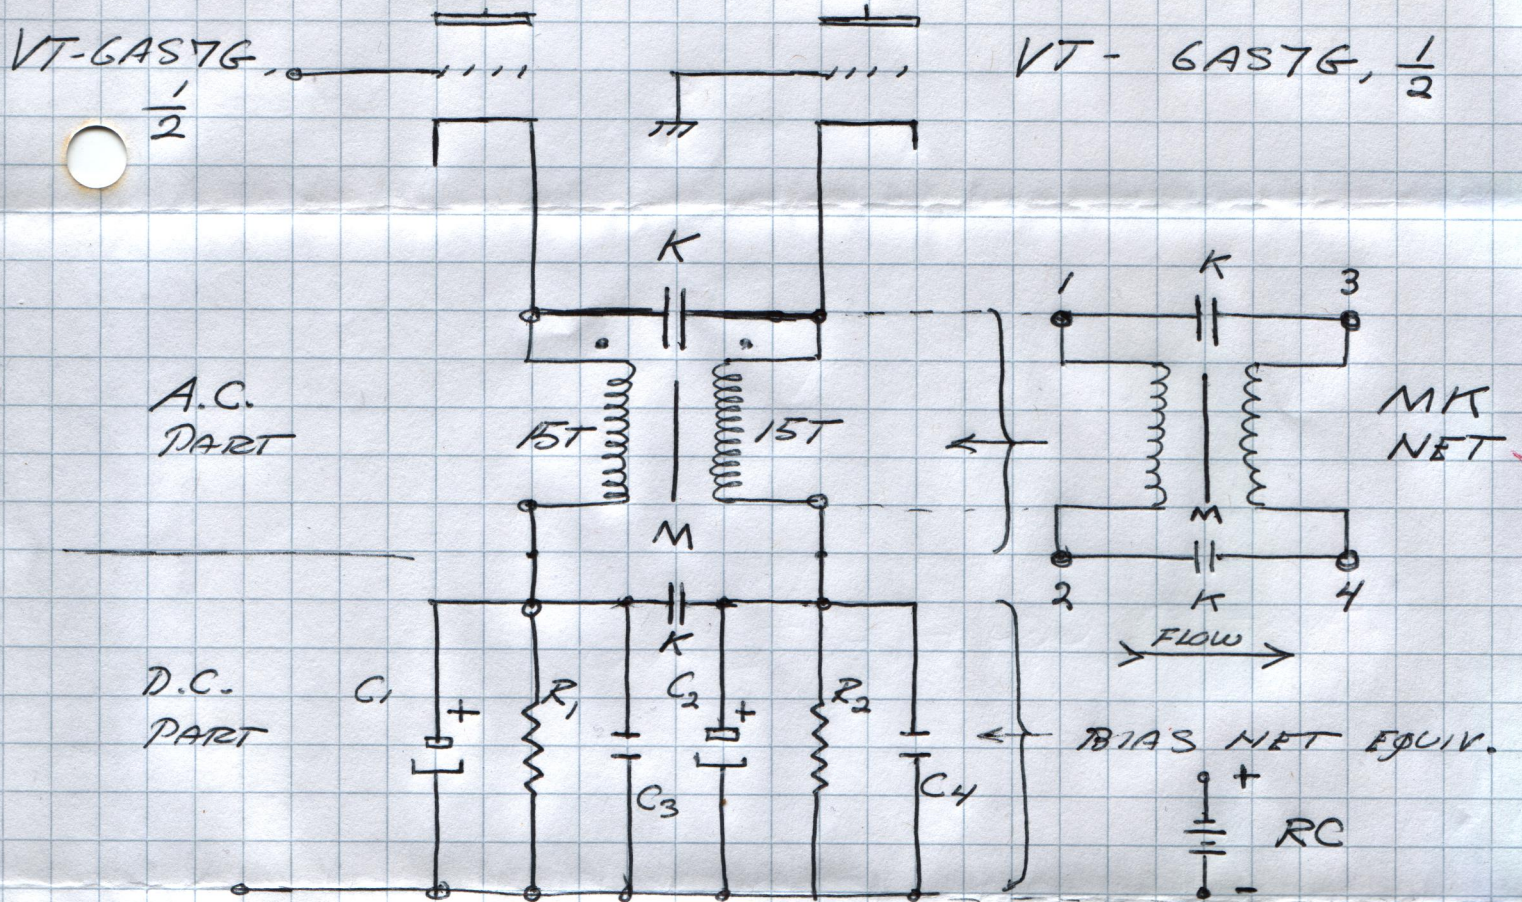 VT-6AS7G, 1/2
VT - 6AS7G, 1/2
K
1
K
3
A.C.
PART
15T
15T
MK
NET
M
M
2
K
4
K
FLOW
D.C.
PART
C1
+
R1
C2
+
R2
BIAS NET EQUIV.
C3
C4
+
RC
-